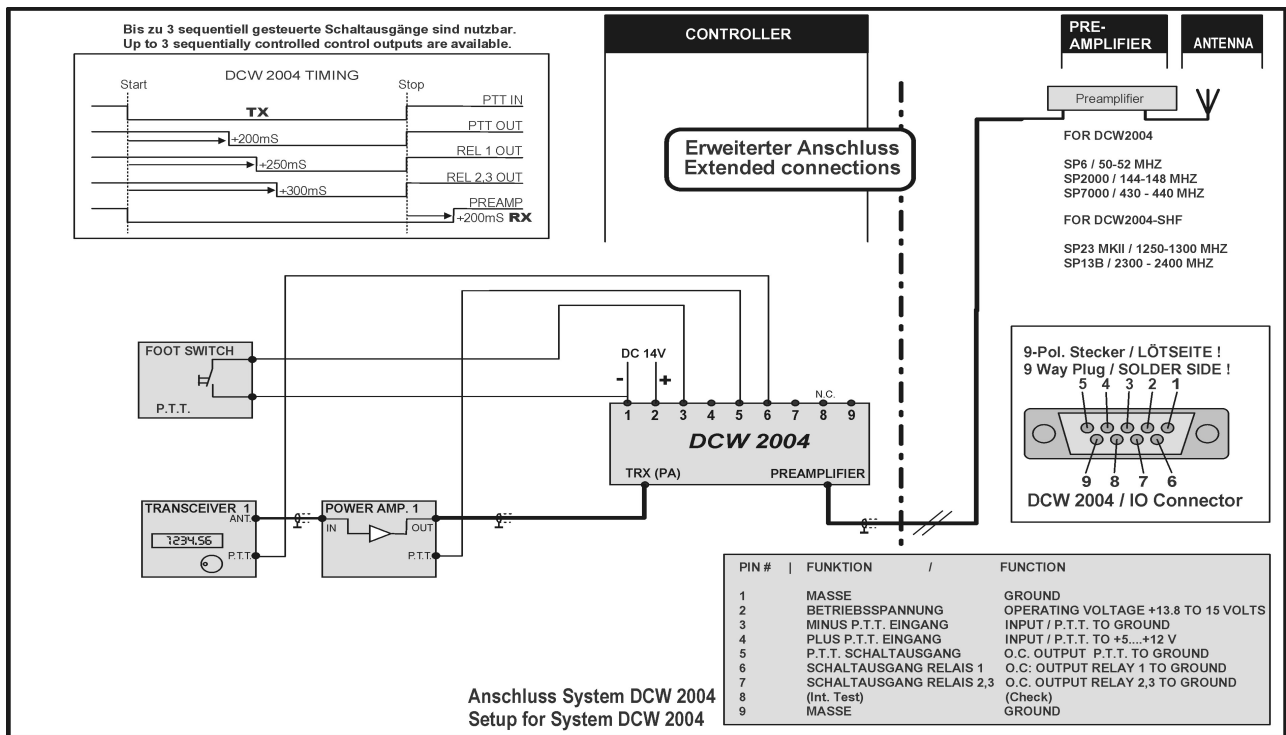 Bis zu 3 sequentiell gesteuerte Schaltausgänge sind nutzbar.
Up to 3 sequentially controlled control outputs are available.
DCW 2004 TIMING
Start
Stop
PTT IN
TX
PTT OUT
+200mS
REL 1 OUT
+250mS
REL 2,3 OUT
+300mS
PREAMP
+200mS RX
CONTROLLER
PRE-
AMPLIFIER
ANTENNA
Erweiterter Anschluss
Extended connections
Preamplifier
FOR DCW2004
SP6 / 50-52 MHZ
SP2000 / 144-148 MHZ
SP7000 / 430 - 440 MHZ
FOR DCW2004-SHF
SP23 MKII / 1250-1300 MHZ
SP13B / 2300 - 2400 MHZ
FOOT SWITCH
P.T.T.
DC 14V
- +
N.C.
1 2 3 4 5 6 7 8 9
DCW 2004
TRX (PA) PREAMPLIFIER
TRANSCEIVER 1
ANT.
1234.56
P.T.T.
POWER AMP. 1
IN
OUT
P.T.T.
9-Pol. Stecker / LÖTSEITE !
9 Way Plug / SOLDER SIDE !
5 4 3 2 1
9 8 7 6
DCW 2004 / IO Connector
PIN # | FUNKTION / FUNCTION
1 MASSE GROUND
2 BETRIEBSSPANNUNG OPERATING VOLTAGE +13.8 TO 15 VOLTS
3 MINUS P.T.T. EINGANG INPUT / P.T.T. TO GROUND
4 PLUS P.T.T. EINGANG INPUT / P.T.T. TO +5....+12 V
5 P.T.T. SCHALTAUSGANG O.C. OUTPUT P.T.T. TO GROUND
6 SCHALTAUSGANG RELAIS 1 O.C: OUTPUT RELAY 1 TO GROUND
7 SCHALTAUSGANG RELAIS 2,3 O.C. OUTPUT RELAY 2,3 TO GROUND
8 (Int. Test) (Check)
9 MASSE GROUND
Anschluss System DCW 2004
Setup for System DCW 2004